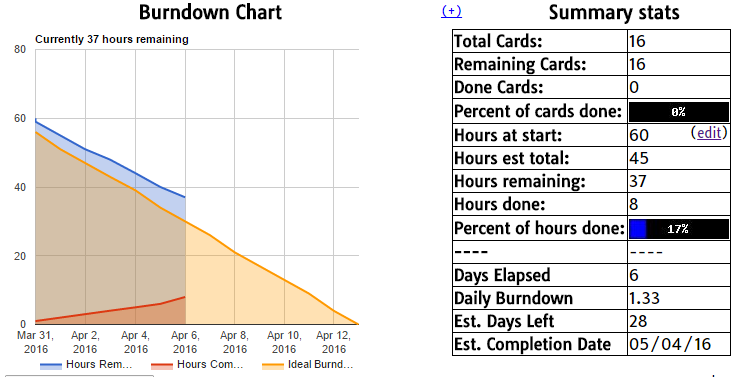 Burndown Chart
Currently 37 hours remaining
80
60
40
20
0
Mar 31, 2016
Apr 2, 2016
Apr 4, 2016
Apr 6, 2016
Apr 8, 2016
Apr 10, 2016
Apr 12, 2016
Hours Rem... Hours Com... Ideal Burnd...
(+) Summary stats
Total Cards: 16
Remaining Cards: 16
Done Cards: 0
Percent of cards done: 0%
Hours at start: 60 (edit)
Hours est total: 45
Hours remaining: 37
Hours done: 8
Percent of hours done: 17%
---- ----
Days Elapsed 6
Daily Burndown 1.33
Est. Days Left 28
Est. Completion Date 05/04/16